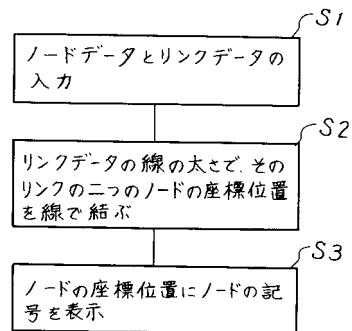 S1
ノードデータとリンクデータの
入力
S2
リンクデータの線の太さで、その
リンクの二つのノードの座標位置
を線で結ぶ
S3
ノードの座標位置にノードの記
号を表示